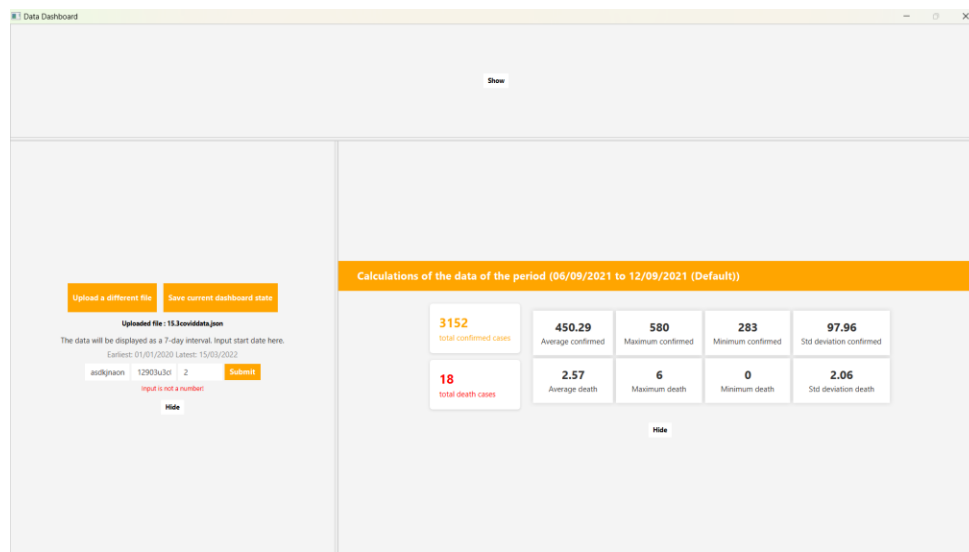 Data Dashboard
Show
Upload a different file
Save current dashboard state
Uploaded file : 15.3coviddata.json
The data will be displayed as a 7-day interval. Input start date here.
Earliest: 01/01/2020 Latest: 15/03/2022
asdkjnaon 12903u3d 2 Submit
Input is not a number!
Hide
Calculations of the data of the period (06/09/2021 to 12/09/2021 (Default))
3152
total confirmed cases
450.29
Average confirmed
580
Maximum confirmed
283
Minimum confirmed
97.96
Std deviation confirmed
18
total death cases
2.57
Average death
6
Maximum death
0
Minimum death
2.06
Std deviation death
Hide